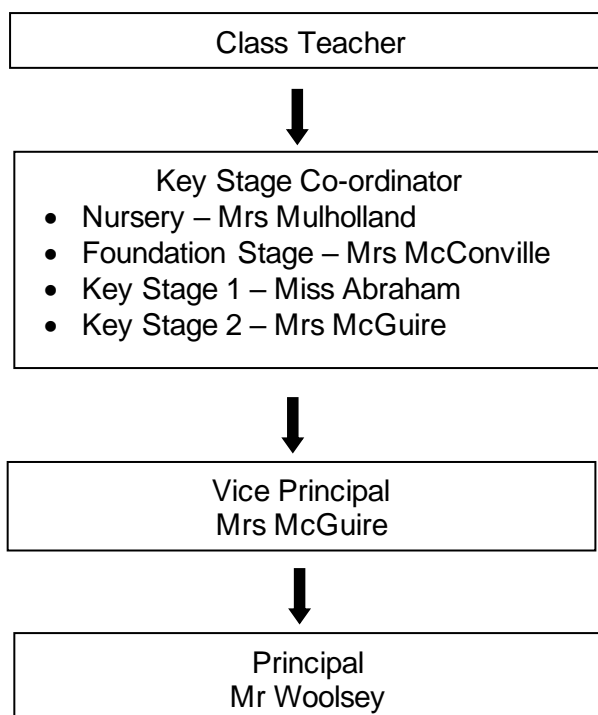 Class Teacher
Key Stage Co-ordinator
• Nursery – Mrs Mulholland
• Foundation Stage – Mrs McConville
• Key Stage 1 – Miss Abraham
• Key Stage 2 – Mrs McGuire
Vice Principal
Mrs McGuire
Principal
Mr Woolsey